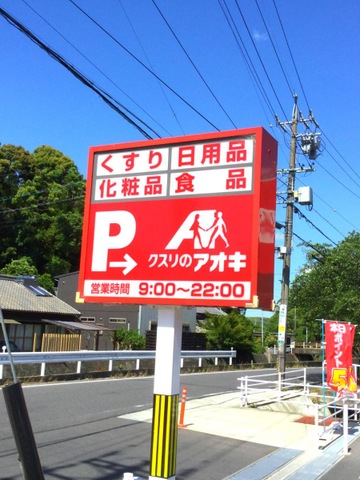 くすり 日用品
化粧品 食品
P→
クスリのアオキ
営業時間 9:00〜22:00
本日
ポイント
5